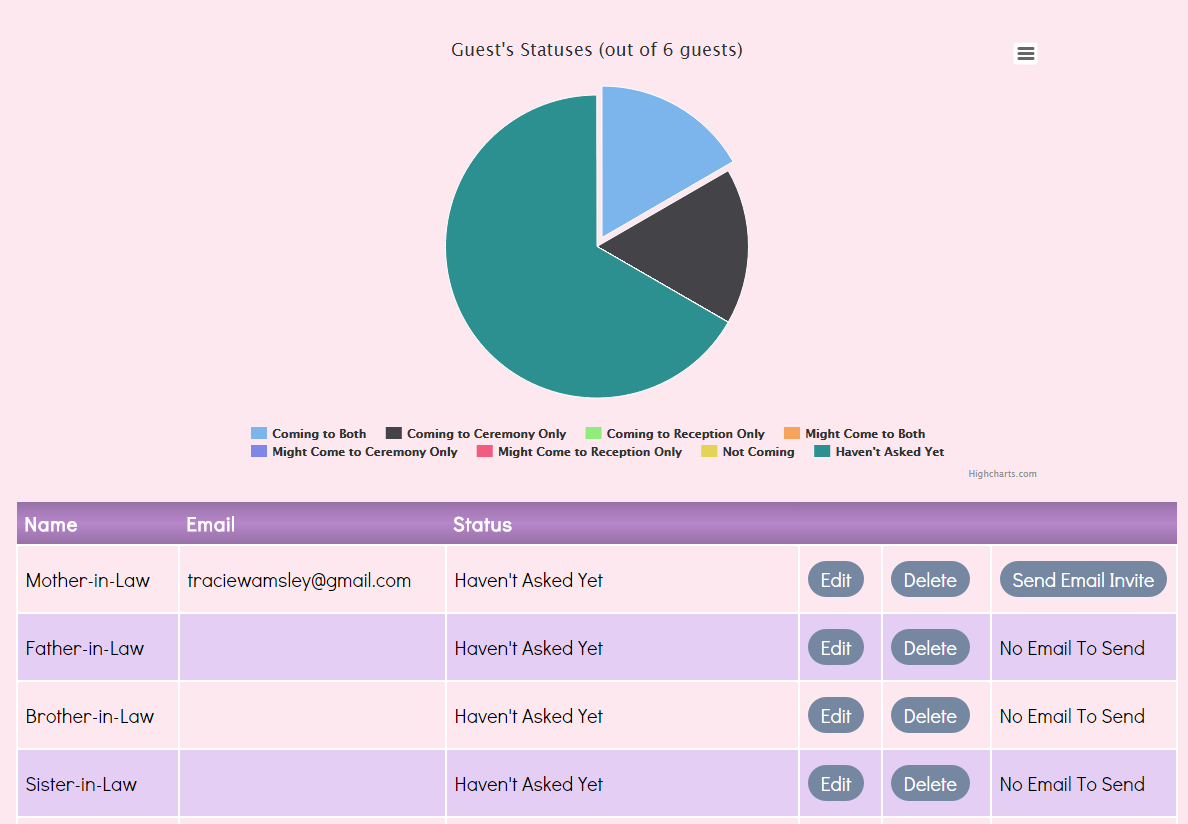 Guest's Statuses (out of 6 guests)
Coming to Both Coming to Ceremony Only Coming to Reception Only Might Come to Both
Might Come to Ceremony Only Might Come to Reception Only Not Coming Haven't Asked Yet
Highcharts.com
Name Email Status
Mother-in-Law traciewamsley@gmail.com Haven't Asked Yet Edit Delete Send Email Invite
Father-in-Law Haven't Asked Yet Edit Delete No Email To Send
Brother-in-Law Haven't Asked Yet Edit Delete No Email To Send
Sister-in-Law Haven't Asked Yet Edit Delete No Email To Send